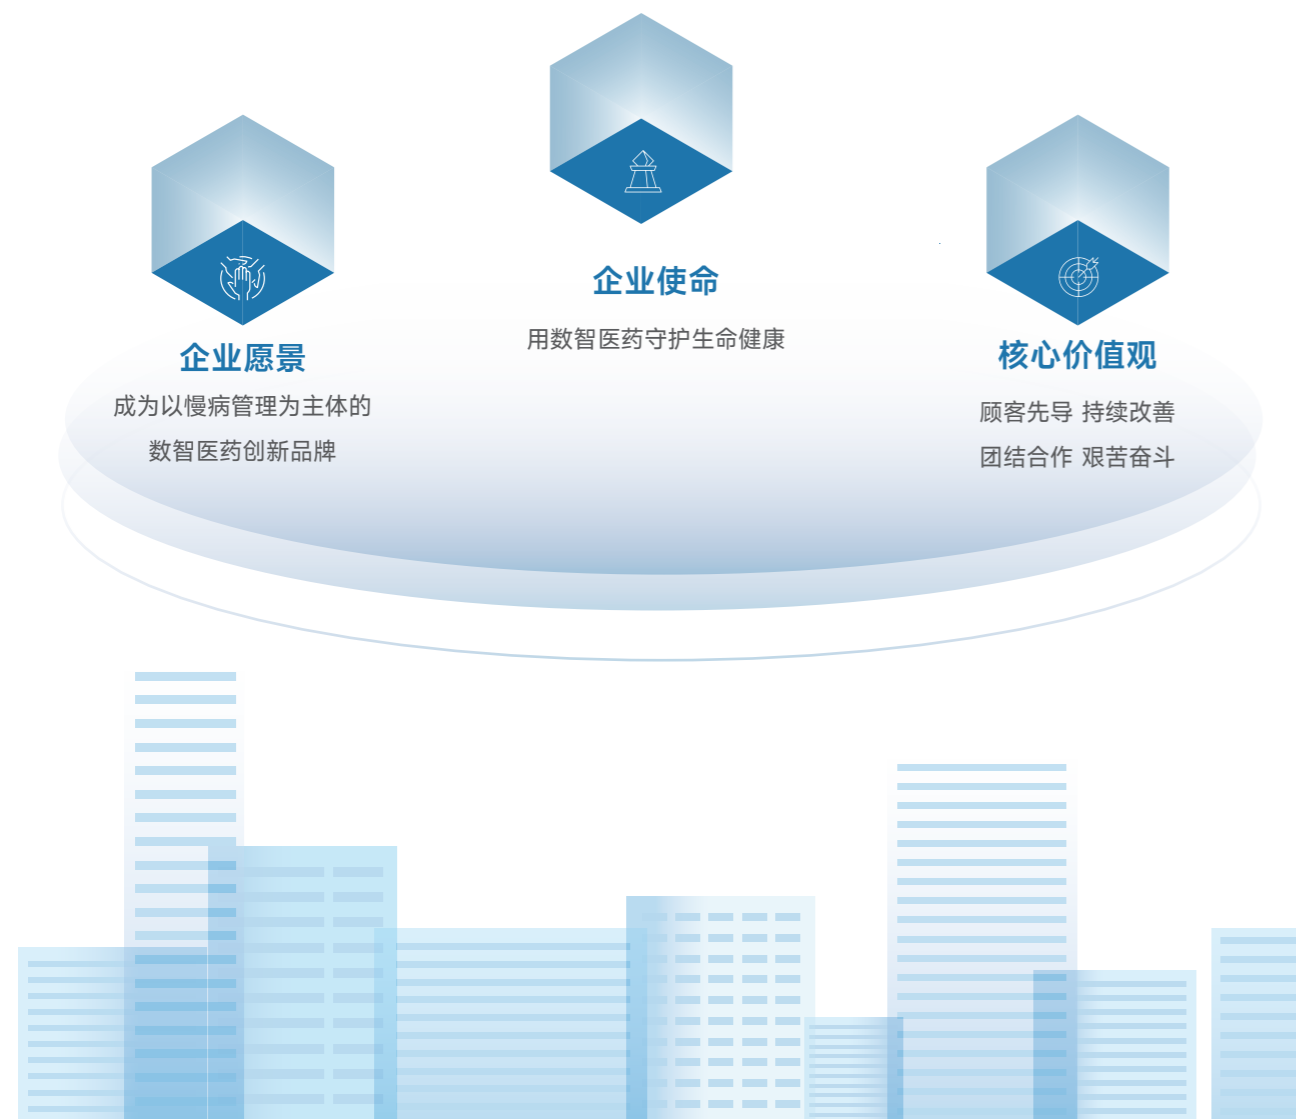 企业愿景
成为以慢病管理为主体的
数智医药创新品牌
企业使命
用数智医药守护生命健康
核心价值观
顾客先导 持续改善
团结合作 艰苦奋斗